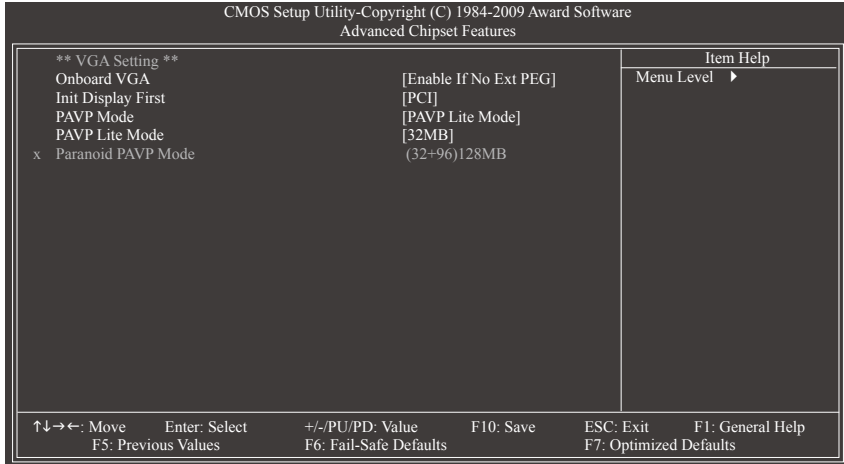 CMOS Setup Utility-Copyright (C) 1984-2009 Award Software
Advanced Chipset Features
** VGA Setting **
Item Help
Onboard VGA [Enable If No Ext PEG]
Menu Level ▶
Init Display First [PCI]
PAVP Mode [PAVP Lite Mode]
PAVP Lite Mode [32MB]
x Paranoid PAVP Mode (32+96)128MB
↑↓→←: Move Enter: Select +/-/PU/PD: Value F10: Save ESC: Exit F1: General Help
F5: Previous Values F6: Fail-Safe Defaults F7: Optimized Defaults